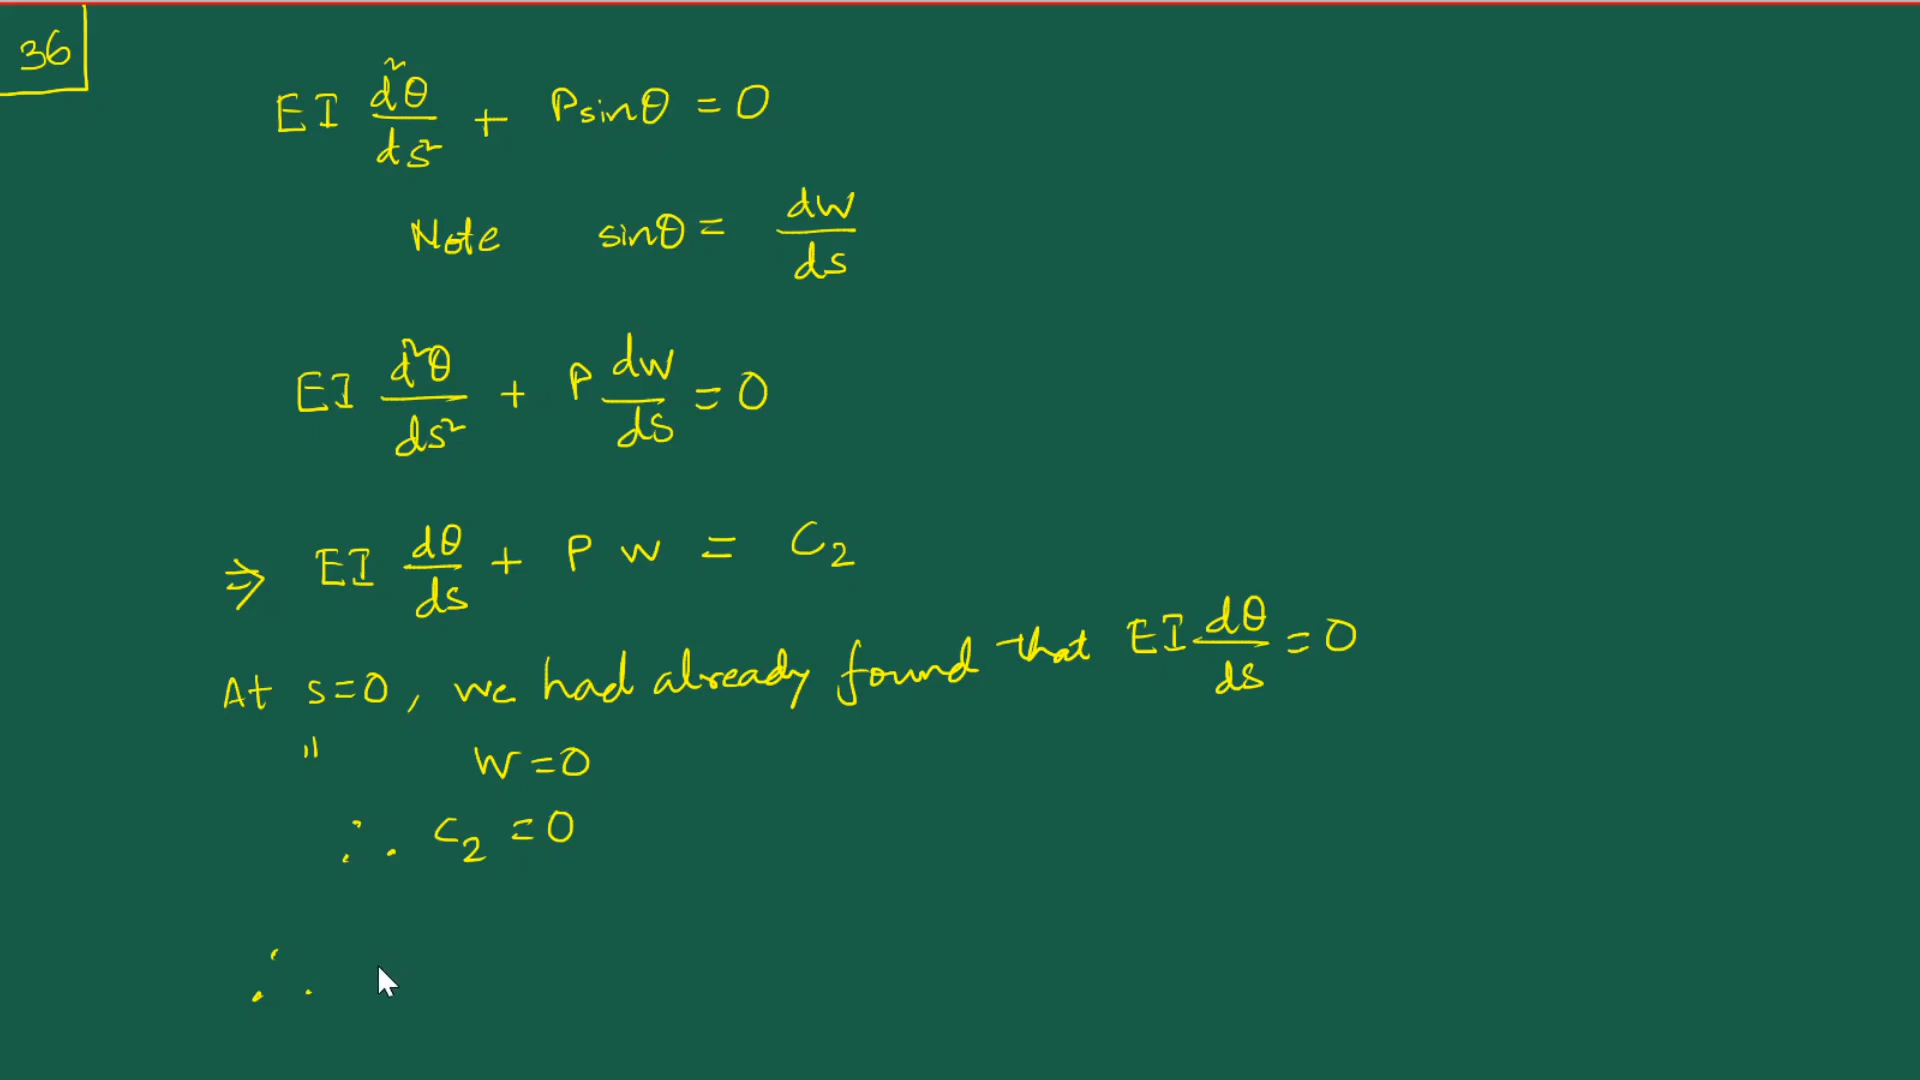 36
EI d²θ/ds² + Psinθ = 0
Note sinθ = dw/ds
EI d²θ/ds² + P dw/ds = 0
⇒ EI dθ/ds + P w = C₂
At s=0, we had already found that EI dθ/ds = 0
" w=0
∴ C₂ = 0
∴